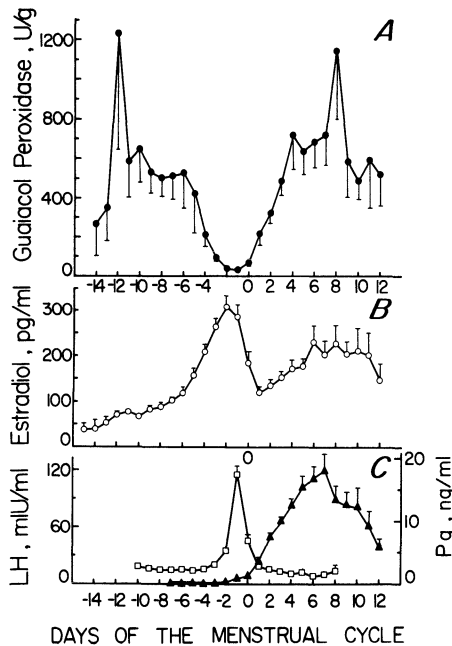 A
Guaiacol Peroxidase, U/g
1200
800
400
0
-14 -12 -10 -8 -6 -4 0 2 4 6 8 10 12
B
Estradiol, pg/ml
300
200
100
0
O
C
LH, mIU/ml
120
60
0
Pg, ng/ml
20
10
0
-14 -12 -10 -8 -6 -4 -2 0 2 4 6 8 10 12
DAYS OF THE MENSTRUAL CYCLE